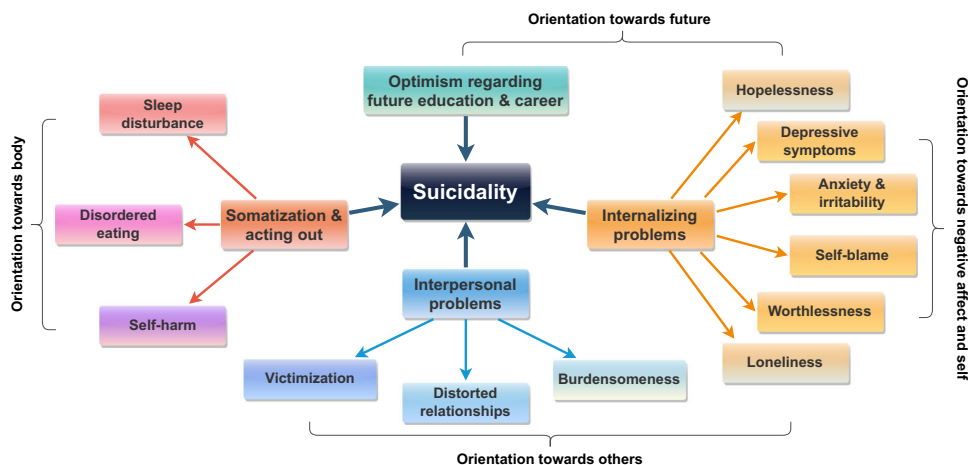 Orientation towards future
Optimism regarding
future education & career
Hopelessness
Sleep
disturbance
Depressive
symptoms
Orientation towards body
Suicidality
Anxiety &
irritability
Disordered
eating
Somatization &
acting out
Internalizing
problems
Orientation towards negative affect and self
Self-blame
Interpersonal
problems
Self-harm
Worthlessness
Loneliness
Victimization
Burdensomeness
Distorted
relationships
Orientation towards others